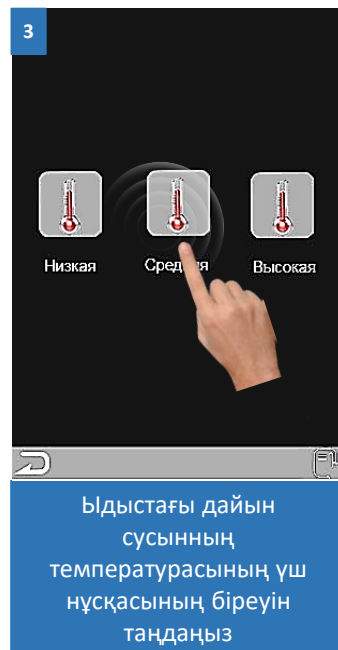 3
Низкая Средняя Высокая
Ыдыстағы дайын
сусынның
температурасының үш
нұсқасының біреуін
таңдаңыз